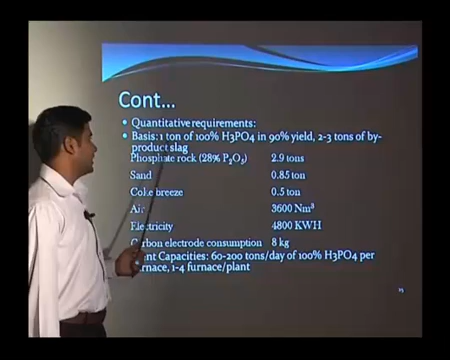 Cont...
Quantitative requirements:
Basis: 1 ton of 100% H3PO4 in 90% yield, 2-3 tons of by-
product slag
Phosphate rock (28% P₂O₅) 2.9 tons
Sand 0.85 ton
Coke breeze 0.5 ton
Air 3600 Nm³
Electricity 4800 KWH
Carbon electrode consumption 8 kg
Capacities: 60-200 tons/day of 100% H3PO4 per
furnace, 1-4 furnace/plant